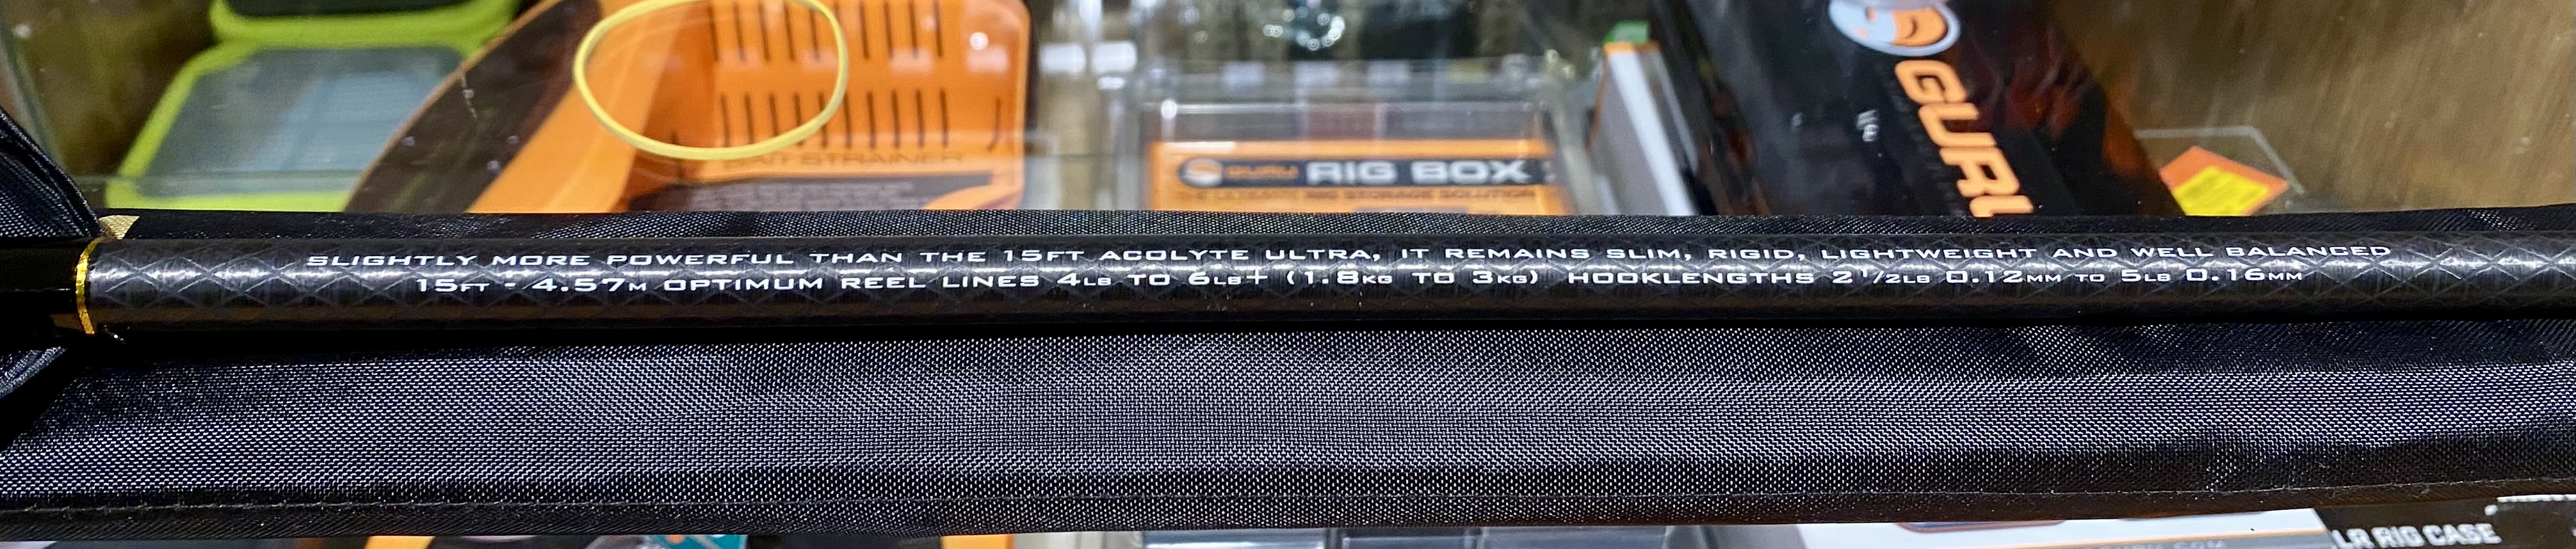 BAIT STRAINER
GURU RIG BOX
THE ULTIMATE RIG STORAGE SOLUTION
GURU
SLIGHTLY MORE POWERFUL THAN THE 15FT ACOLYTE ULTRA, IT REMAINS SLIM, RIGID, LIGHTWEIGHT AND WELL BALANCED
15FT - 4.57M OPTIMUM REEL LINES 4LB TO 6LB+ (1.8KG TO 3KG) HOOKLENGTHS 2 1/2LB 0.12MM TO 5LB 0.16MM
LR RIG CASE